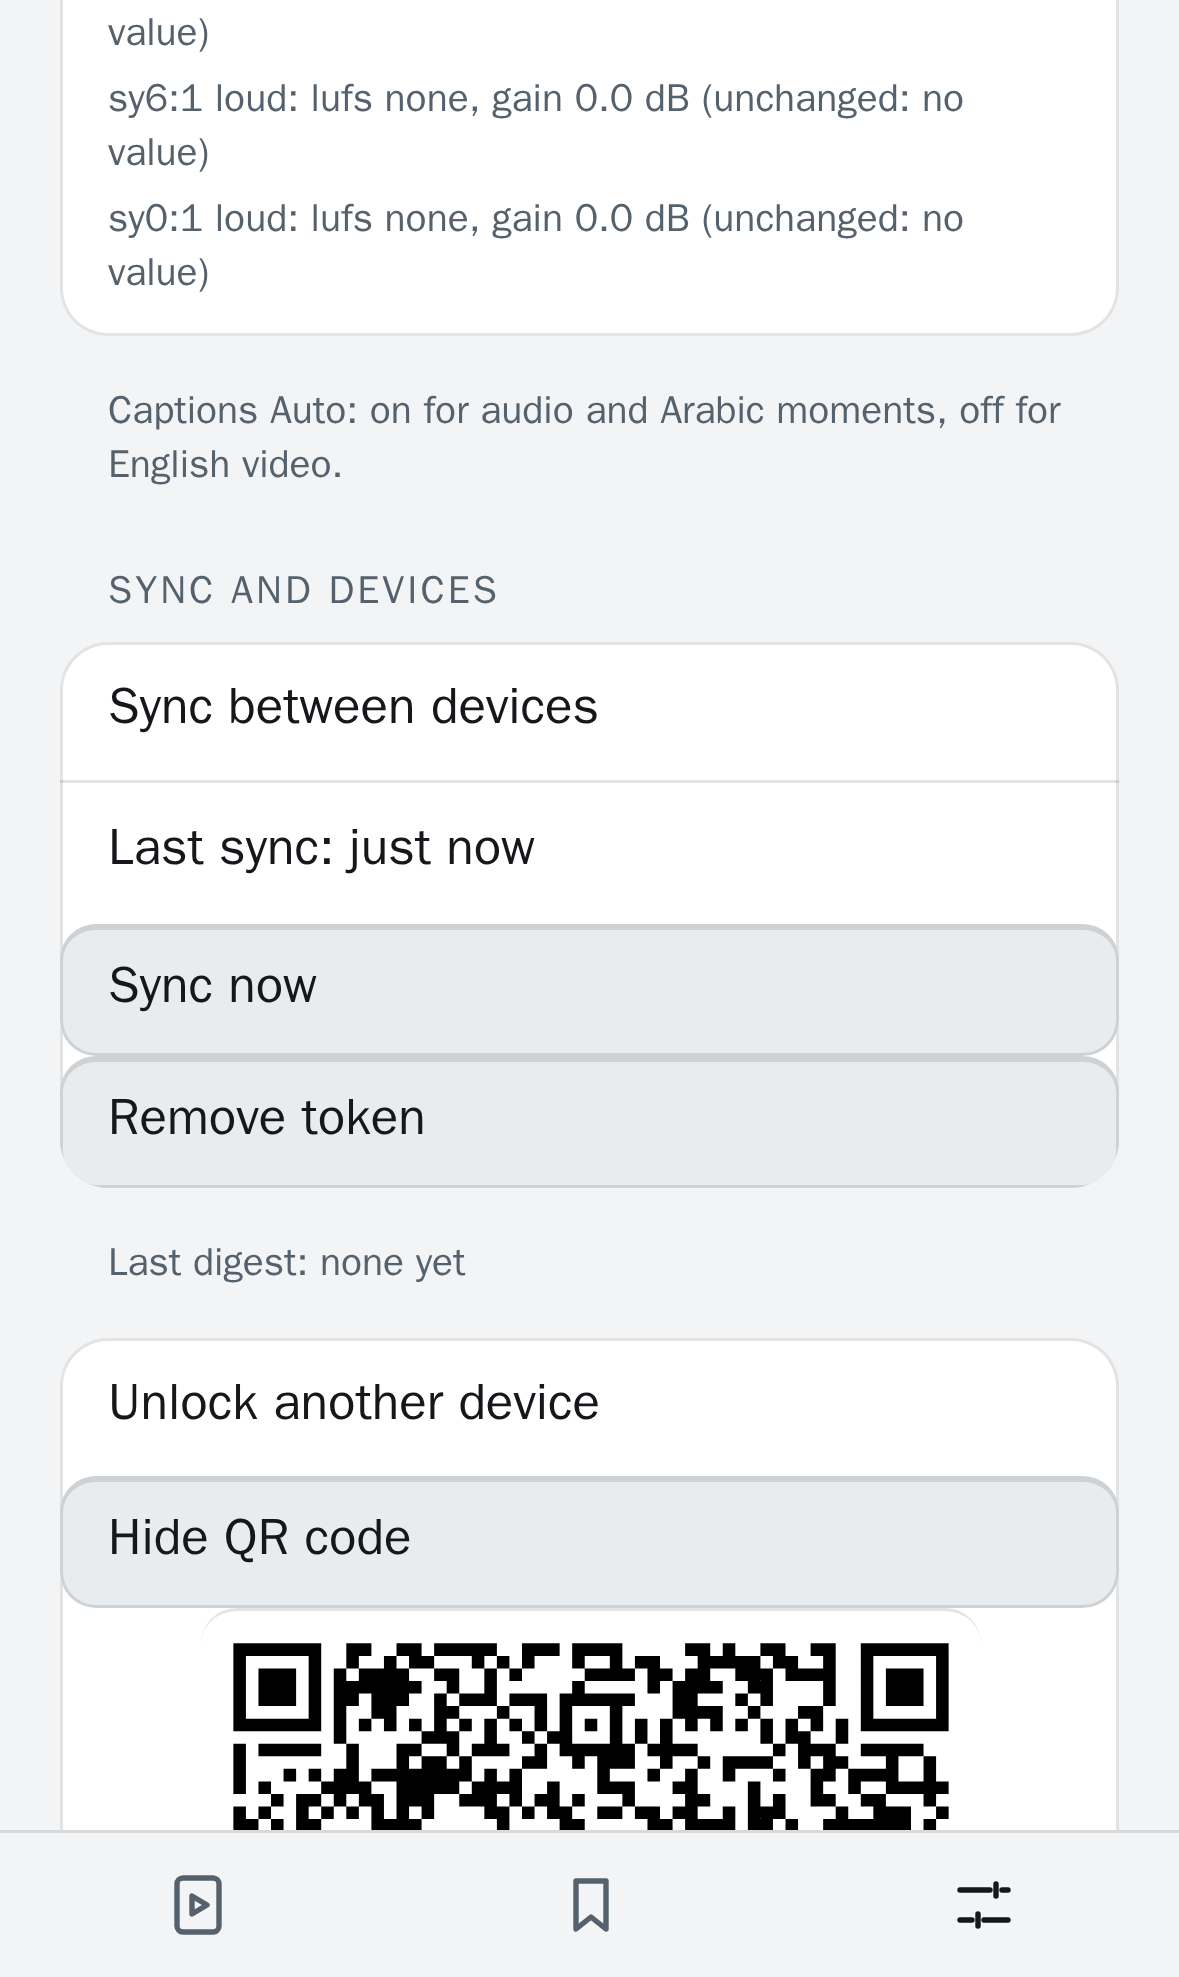 value)
sy6:1 loud: lufs none, gain 0.0 dB (unchanged: no
value)
sy0:1 loud: lufs none, gain 0.0 dB (unchanged: no
value)
Captions Auto: on for audio and Arabic moments, off for
English video.
SYNC AND DEVICES
Sync between devices
Last sync: just now
Sync now
Remove token
Last digest: none yet
Unlock another device
Hide QR code